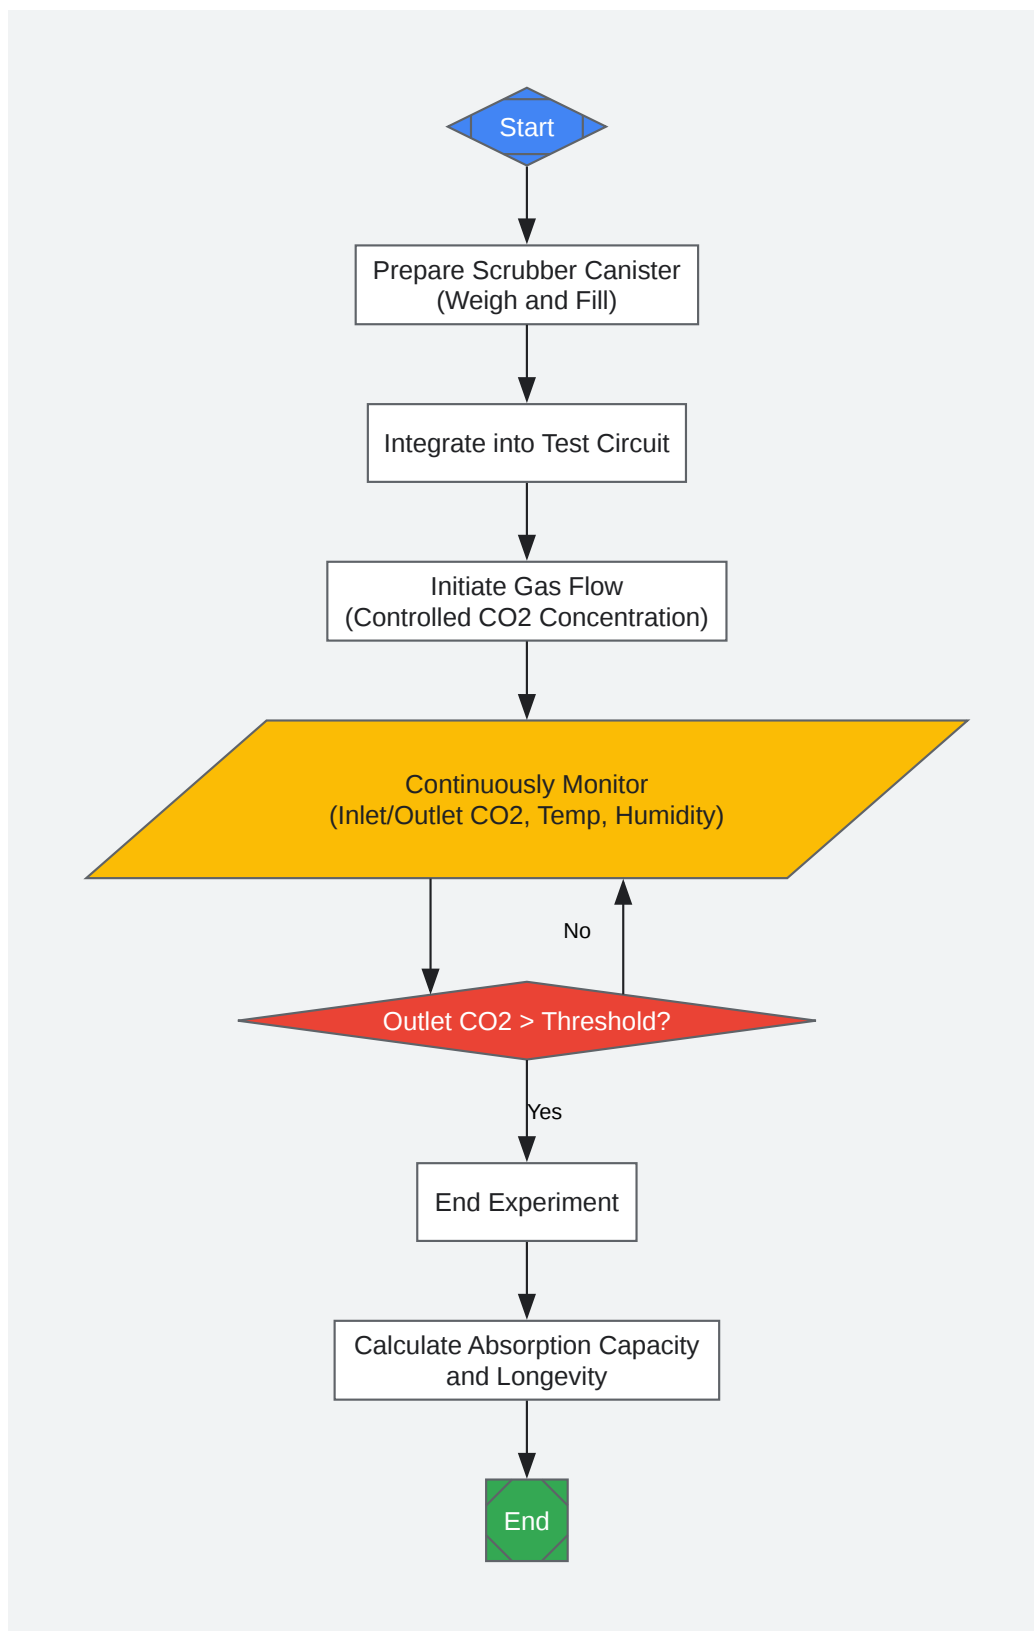 Start
Prepare Scrubber Canister
(Weigh and Fill)
Integrate into Test Circuit
Initiate Gas Flow
(Controlled CO2 Concentration)
Continuously Monitor
(Inlet/Outlet CO2, Temp, Humidity)
No
Outlet CO2 > Threshold?
Yes
End Experiment
Calculate Absorption Capacity
and Longevity
End